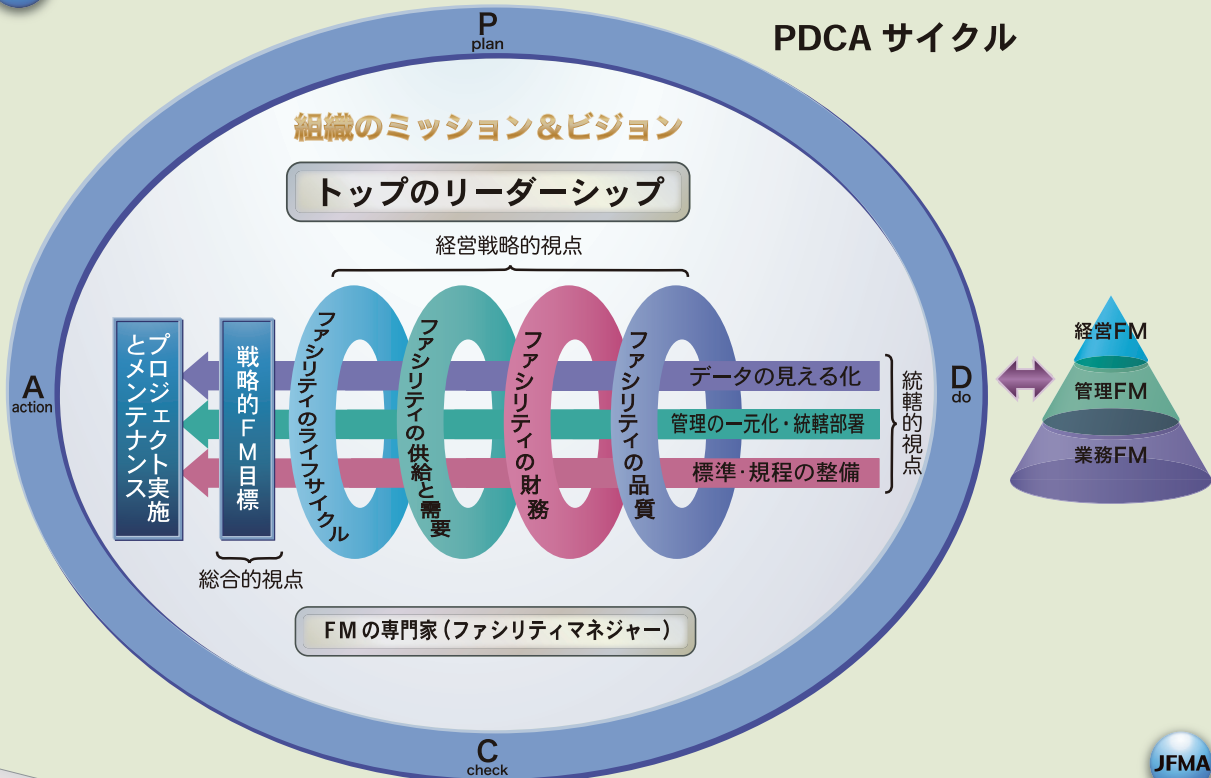 PDCA サイクル
P
plan
組織のミッション＆ビジョン
トップのリーダーシップ
経営戦略的視点
プロジェクト実施
とメンテナンス
戦略的FM目標
ファシリティのライフサイクル
ファシリティの供給と需要
ファシリティの財務
ファシリティの品質
データの見える化
管理の一元化・統轄部署
標準・規程の整備
統轄的視点
総合的視点
FMの専門家（ファシリティマネジャー）
A
action
D
do
C
check
経営FM
管理FM
業務FM
JFMA